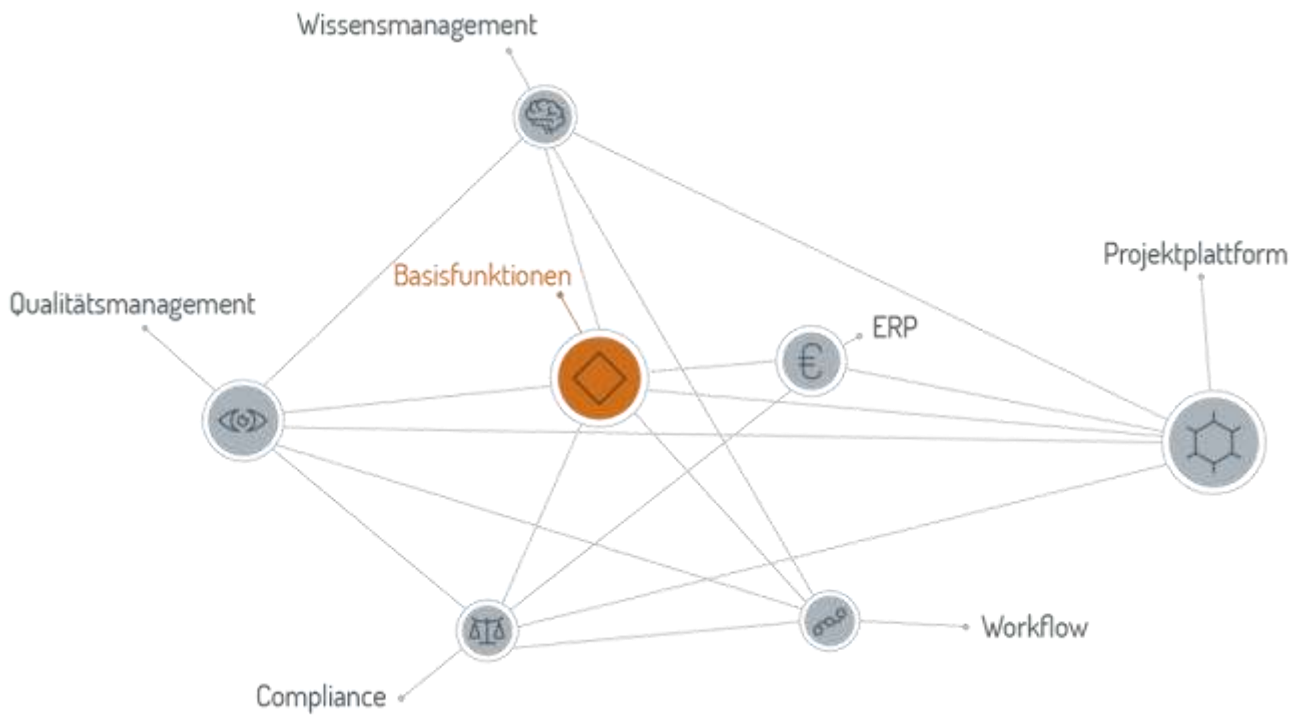 Wissensmanagement
Projektplattform
Basisfunktionen
Qualitätsmanagement
ERP
€
Workflow
Compliance